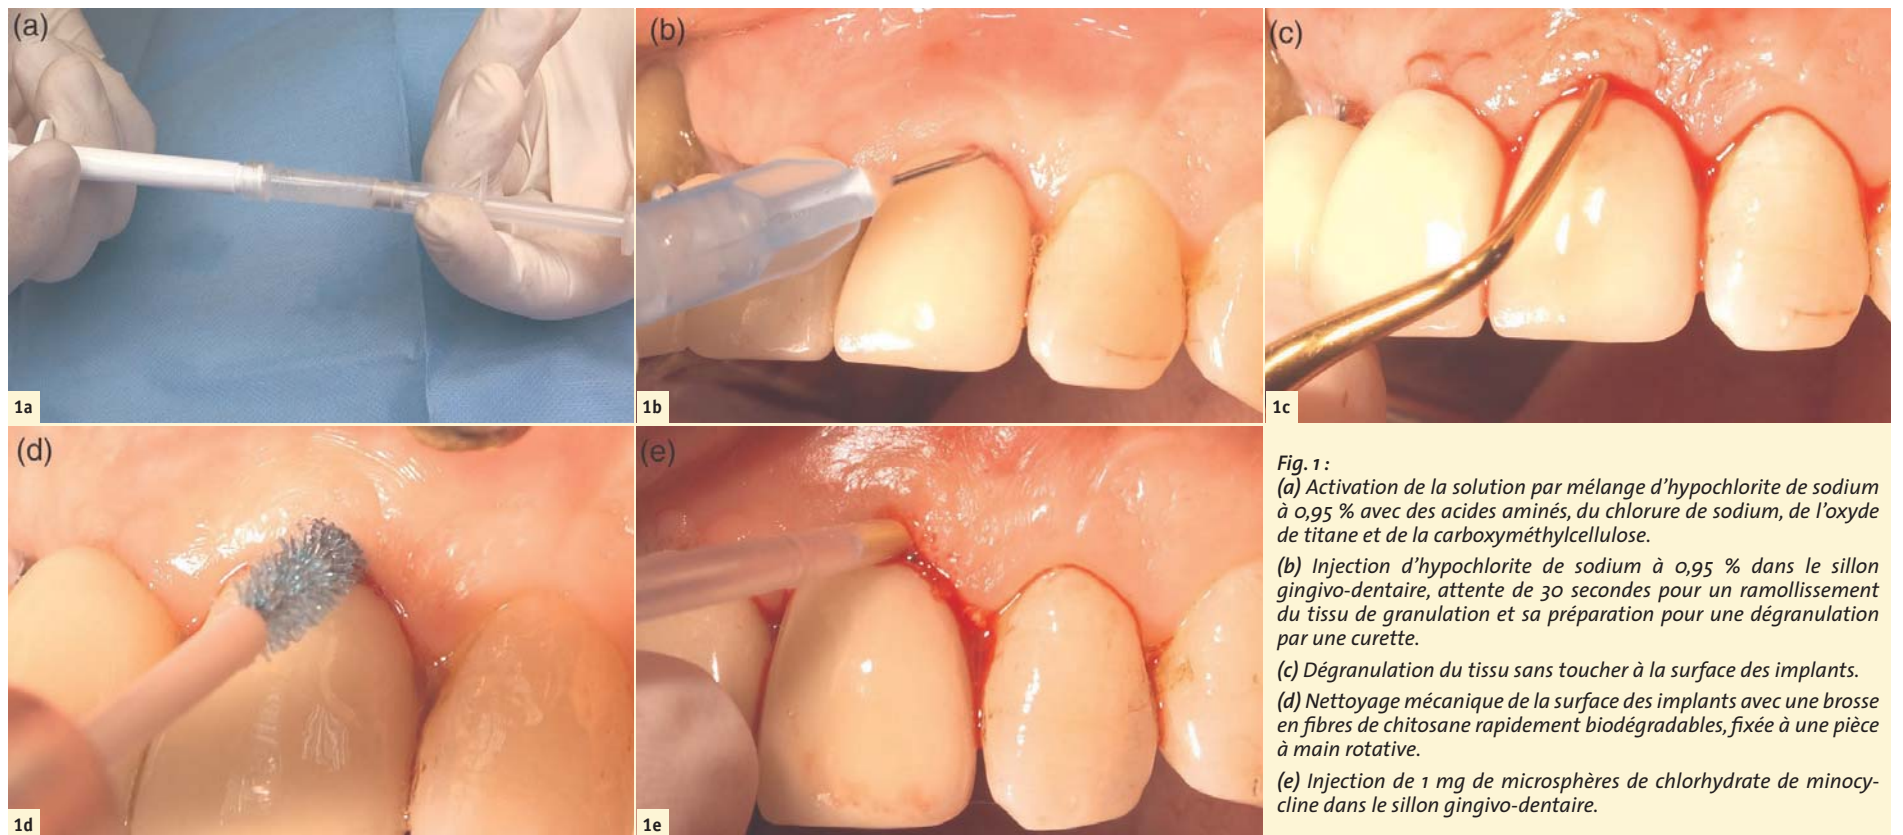 (a)
(b)
(c)
1a
1b
1c
(d)
(e)
1d
1e
Fig. 1 :
(a) Activation de la solution par mélange d'hypochlorite de sodium
à 0,95 % avec des acides aminés, du chlorure de sodium, de l'oxyde
de titane et de la carboxyméthylcellulose.
(b) Injection d'hypochlorite de sodium à 0,95 % dans le sillon
gingivo-dentaire, attente de 30 secondes pour un ramollissement
du tissu de granulation et sa préparation pour une dégranulation
par une curette.
(c) Dégranulation du tissu sans toucher à la surface des implants.
(d) Nettoyage mécanique de la surface des implants avec une brosse
en fibres de chitosane rapidement biodégradables, fixée à une pièce
à main rotative.
(e) Injection de 1 mg de microsphères de chlorhydrate de minocy-
cline dans le sillon gingivo-dentaire.